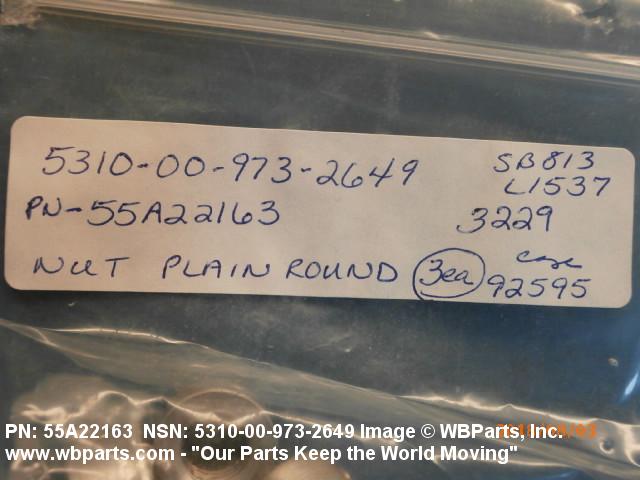 5310-00-973-2649
SB813
L1537
PN-55A22163
3229
NUT PLAIN ROUND 3ea
cage
92595
PN: 55A22163 NSN: 5310-00-973-2649 Image © WBParts, Inc.
www.wbparts.com - "Our Parts Keep the World Moving"